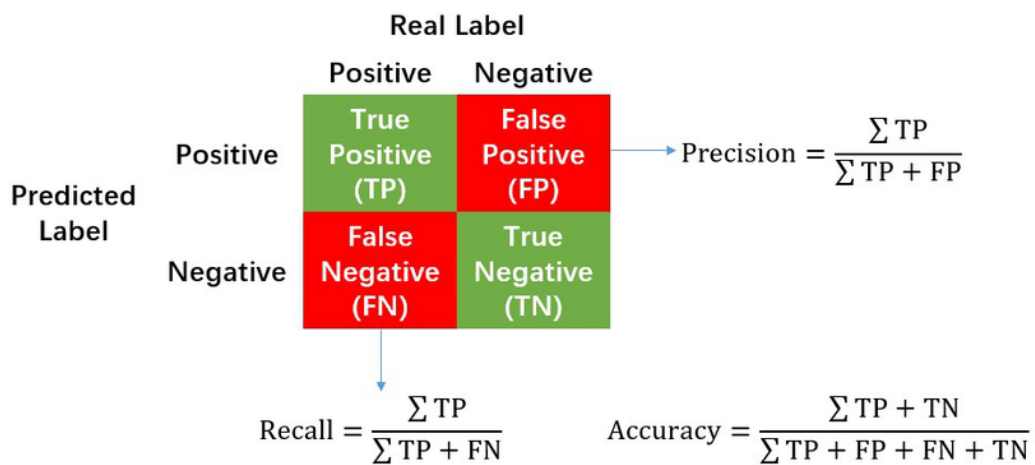 Real Label
Positive Negative
True
Positive
(TP)
False
Positive
(FP)
Positive
Precision = ∑ TP / ∑ TP + FP
Predicted
Label
False
Negative
(FN)
True
Negative
(TN)
Negative
Recall = ∑ TP / ∑ TP + FN
Accuracy = ∑ TP + TN / ∑ TP + FP + FN + TN